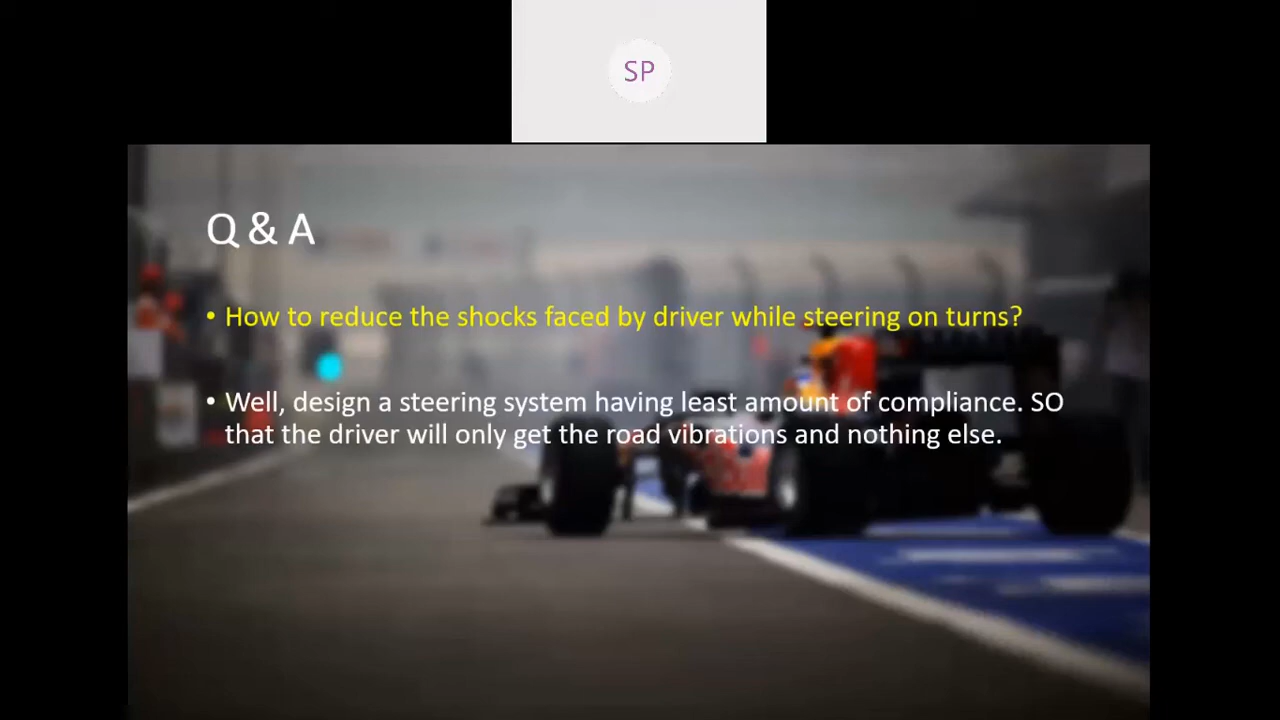 SP
Q & A
• How to reduce the shocks faced by driver while steering on turns?
• Well, design a steering system having least amount of compliance. SO
that the driver will only get the road vibrations and nothing else.